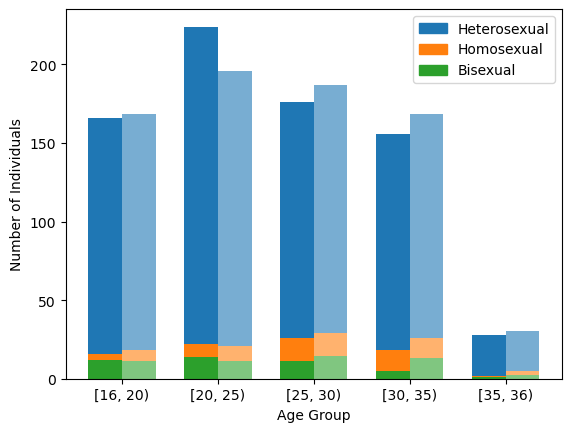 Heterosexual
Homosexual
Bisexual
200
150
100
50
0
Number of Individuals
[16, 20)
[20, 25)
[25, 30)
[30, 35)
[35, 36)
Age Group